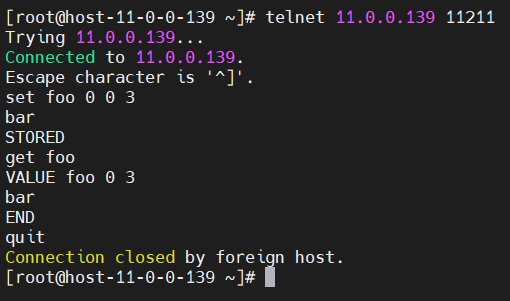 [root@host-11-0-0-139 ~]# telnet 11.0.0.139 11211
Trying 11.0.0.139...
Connected to 11.0.0.139.
Escape character is '^]'.
set foo 0 0 3
bar
STORED
get foo
VALUE foo 0 3
bar
END
quit
Connection closed by foreign host.
[root@host-11-0-0-139 ~]#